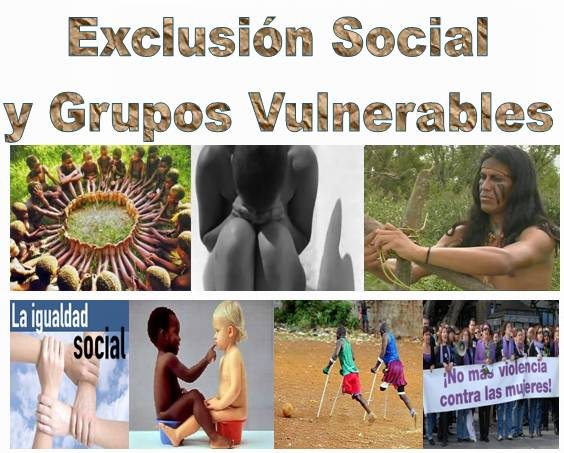 Exclusión Social
y Grupos Vulnerables
La igualdad
social
¡No más violencia
contra las mujeres!